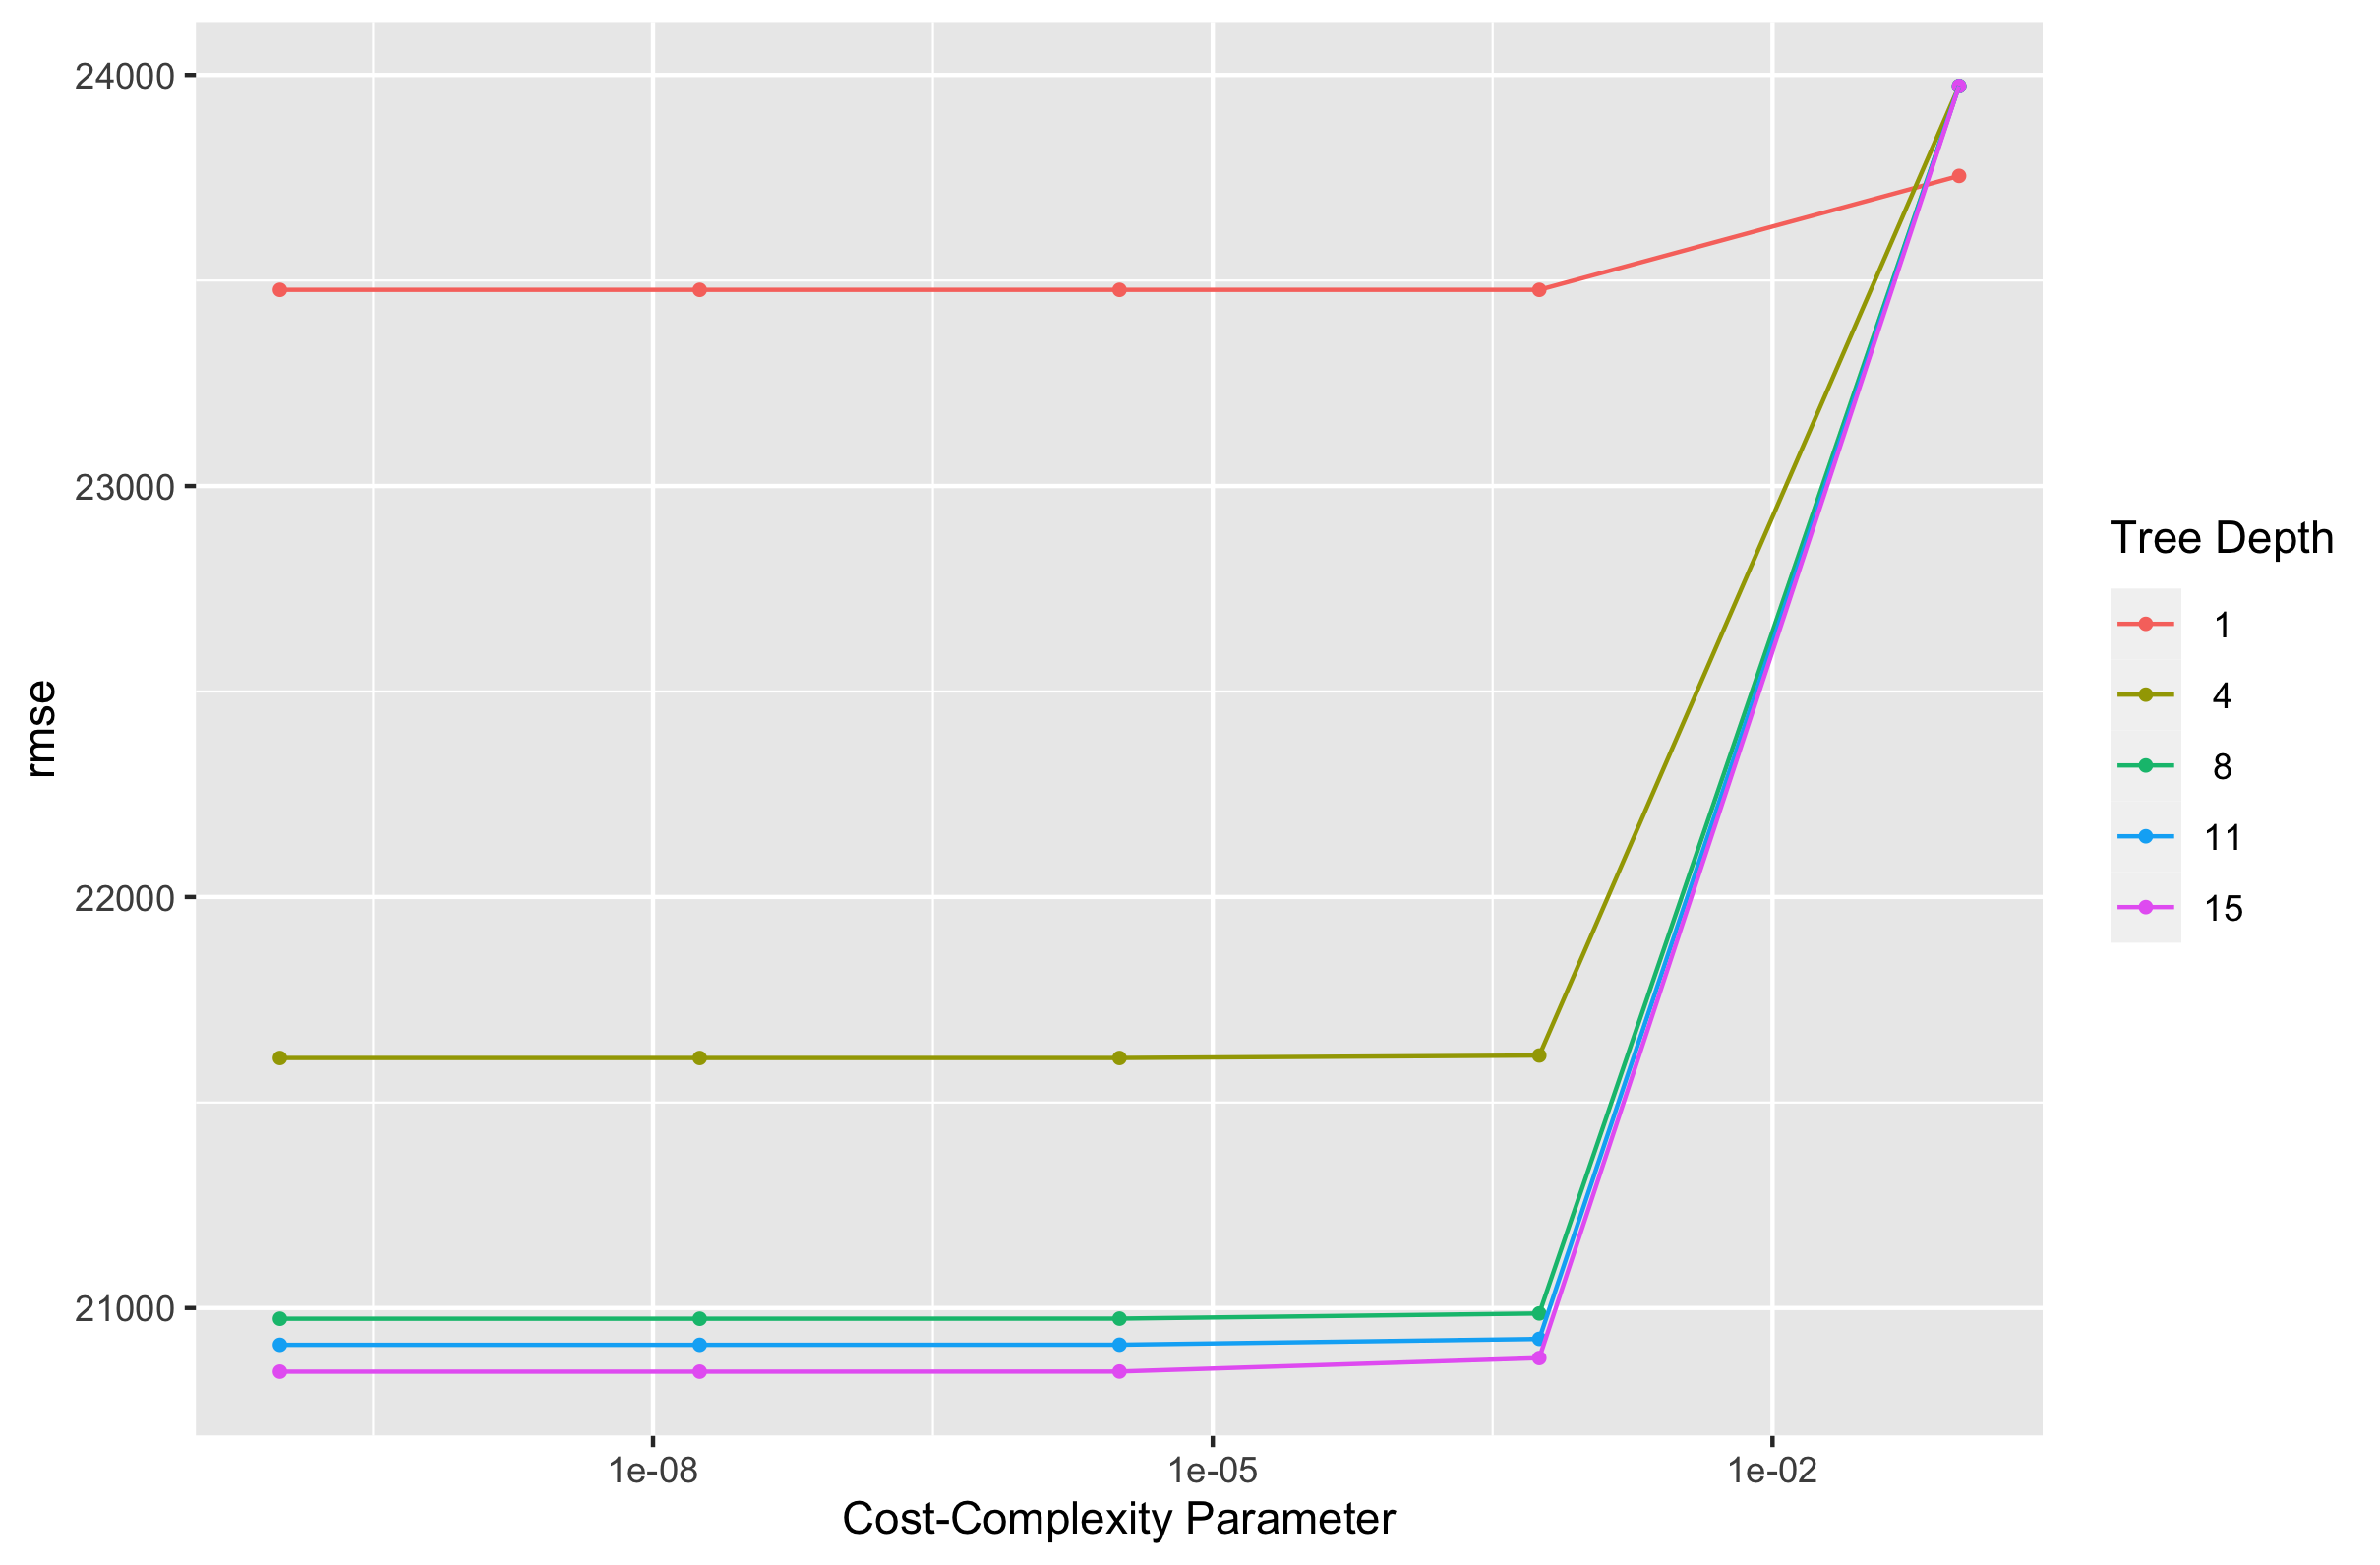 24000
23000
22000
21000
rmse
1e-08
1e-05
1e-02
Cost-Complexity Parameter
Tree Depth
1
4
8
11
15